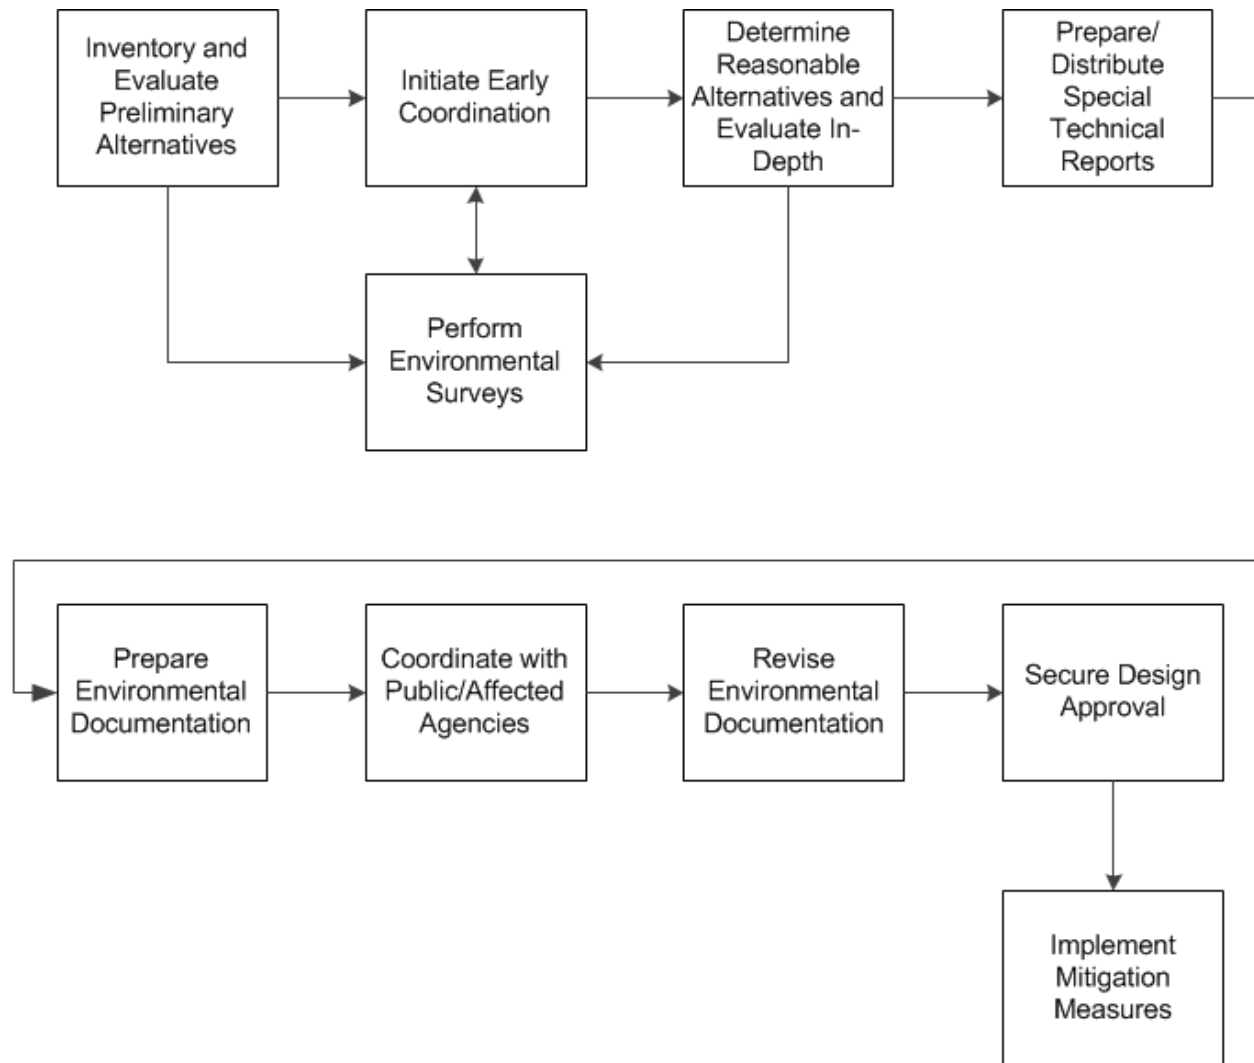 Inventory and
Evaluate
Preliminary
Alternatives
Initiate Early
Coordination
Determine
Reasonable
Alternatives and
Evaluate In-
Depth
Prepare/
Distribute
Special
Technical
Reports
Perform
Environmental
Surveys
Prepare
Environmental
Documentation
Coordinate with
Public/Affected
Agencies
Revise
Environmental
Documentation
Secure Design
Approval
Implement
Mitigation
Measures